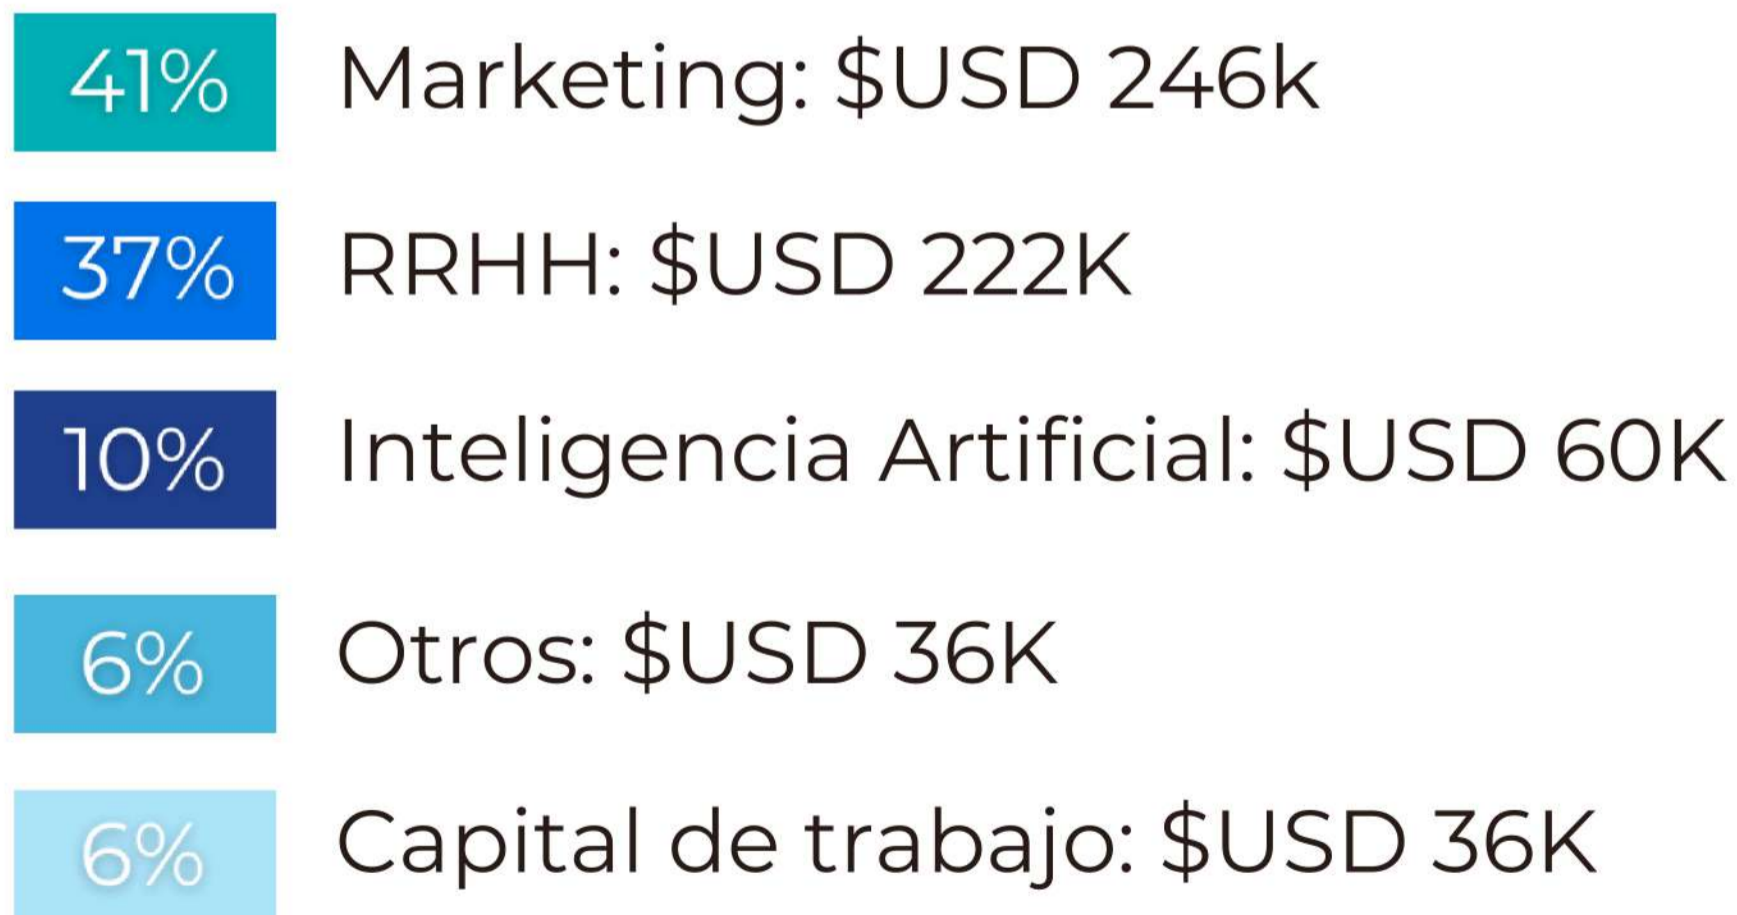 41% Marketing: $USD 246k
37% RRHH: $USD 222K
10% Inteligencia Artificial: $USD 60K
6% Otros: $USD 36K
6% Capital de trabajo: $USD 36K